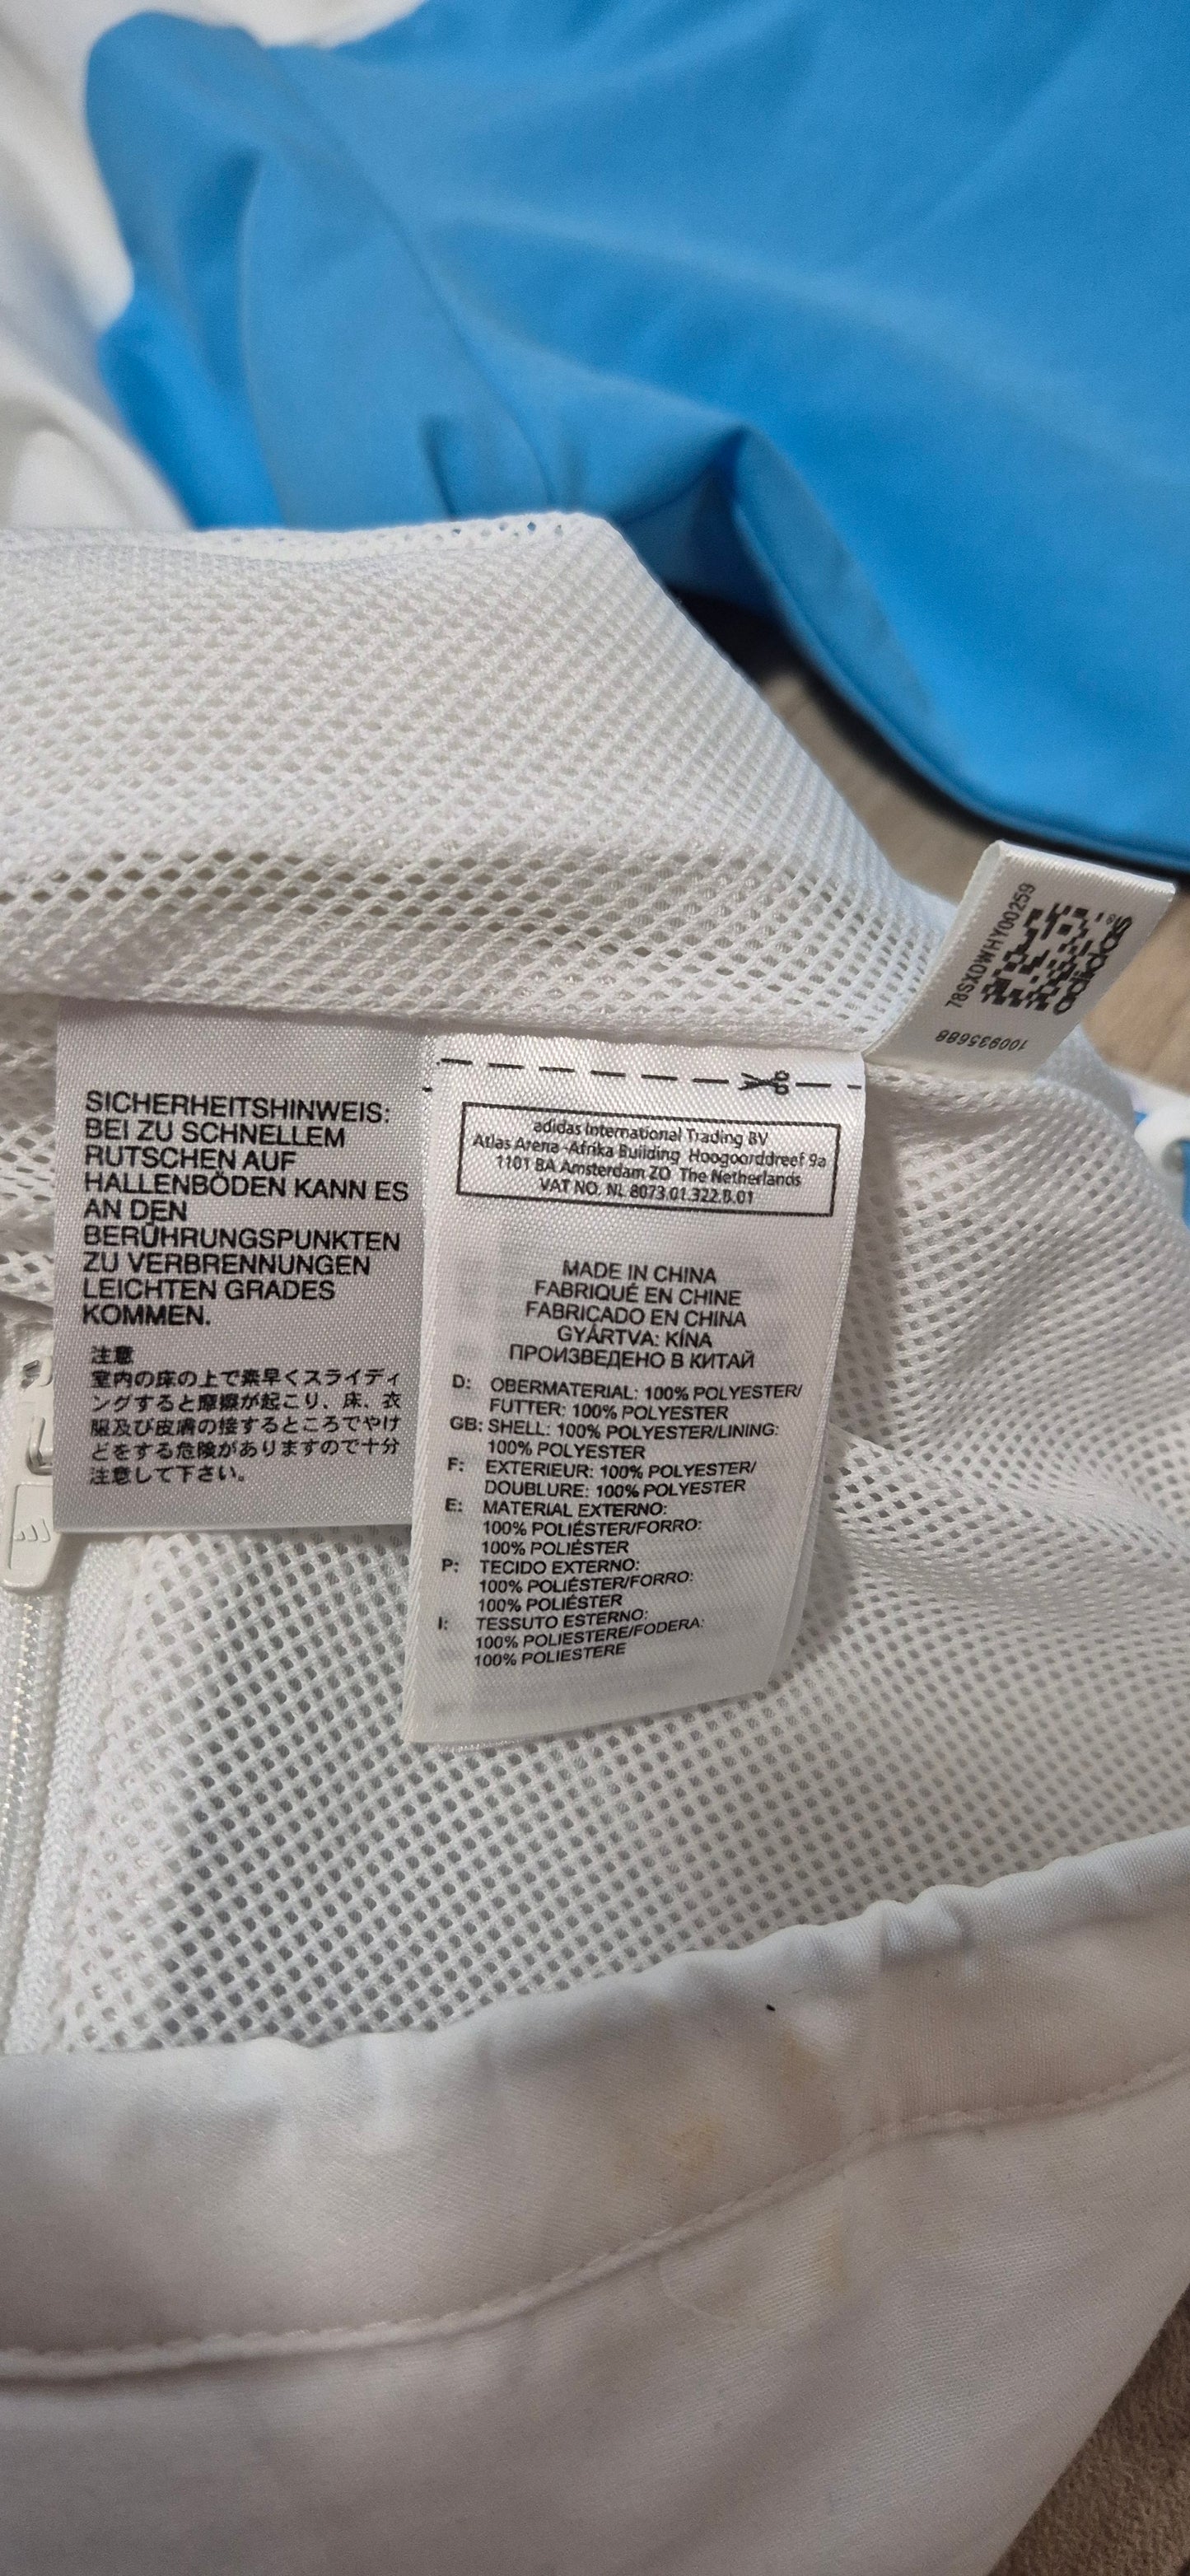 SICHERHEITSHINWEIS:
BEI ZU SCHNELLEM
RUTSCHEN AUF
HALLENBÖDEN KANN ES
AN DEN
BERÜHRUNGSPUNKTEN
ZU VERBRENNUNGEN
LEICHTEN GRADES
KOMMEN.
注意
室内の床の上で素早くスライディ
ングすると摩擦が起こり、床、衣
服及び皮膚の接するところでやけ
どをする危険がありますので十分
注意して下さい。
adidas International Trading BV
Atlas Arena -Afrika Building Hoogoorddreef 9a
1101 BA Amsterdam ZO The Netherlands
VAT NO. NL 8073.01.322.B.01
MADE IN CHINA
FABRIQUÉ EN CHINE
FABRICADO EN CHINA
GYÁRTVA: KÍNA
ПРОИЗВЕДЕНО В КИТАЙ
D: OBERMATERIAL: 100% POLYESTER/
FUTTER: 100% POLYESTER
GB: SHELL: 100% POLYESTER/LINING:
100% POLYESTER
F: EXTERIEUR: 100% POLYESTER/
DOUBLURE: 100% POLYESTER
E: MATERIAL EXTERNO:
100% POLIÉSTER/FORRO:
100% POLIÉSTER
P: TECIDO EXTERNO:
100% POLIÉSTER/FORRO:
100% POLIÉSTER
I: TESSUTO ESTERNO:
100% POLIESTERE/FODERA:
100% POLIESTERE
78SXDWHY00259
adidas®
100935688